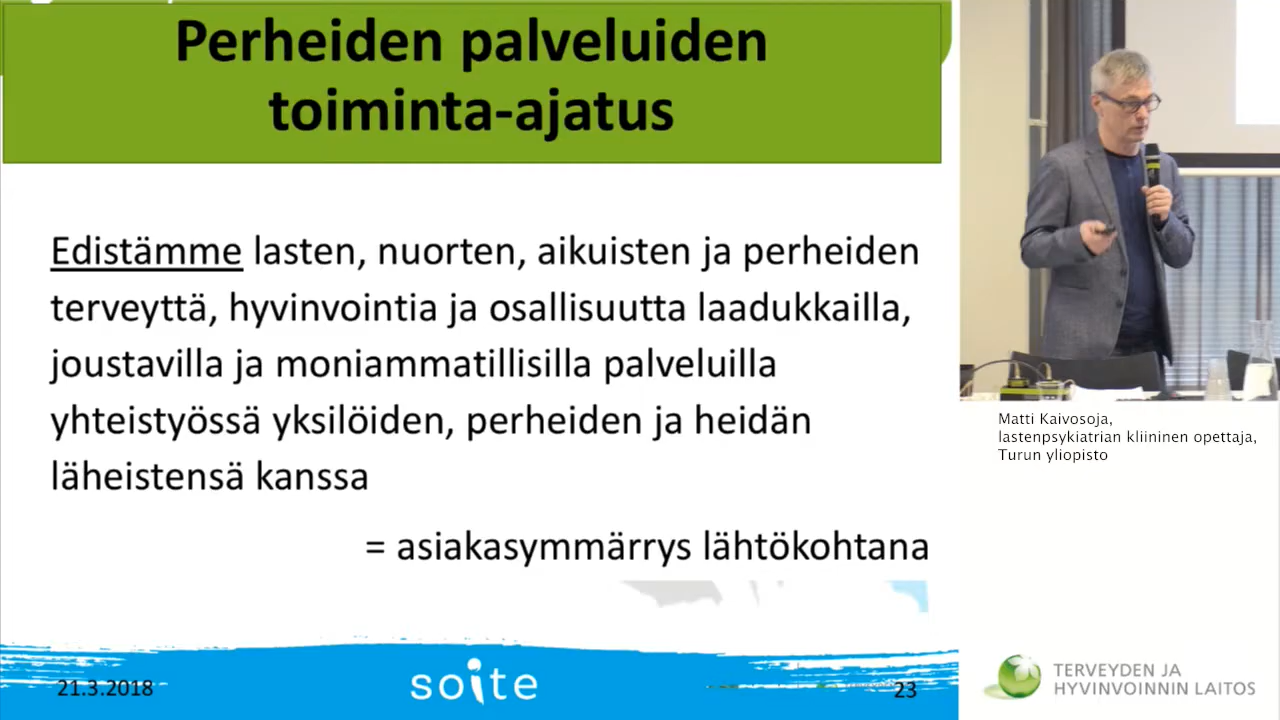 Perheiden palveluiden
toiminta-ajatus
Edistämme lasten, nuorten, aikuisten ja perheiden
terveyttä, hyvinvointia ja osallisuutta laadukkailla,
joustavilla ja moniammatillisilla palveluilla
yhteistyössä yksilöiden, perheiden ja heidän
läheistensä kanssa
= asiakasymmärrys lähtökohtana
21.3.2018
soite
23
Matti Kaivosoja,
lastenpsykiatrian kliininen opettaja,
Turun yliopisto
TERVEYDEN JA
HYVINVOINNIN LAITOS